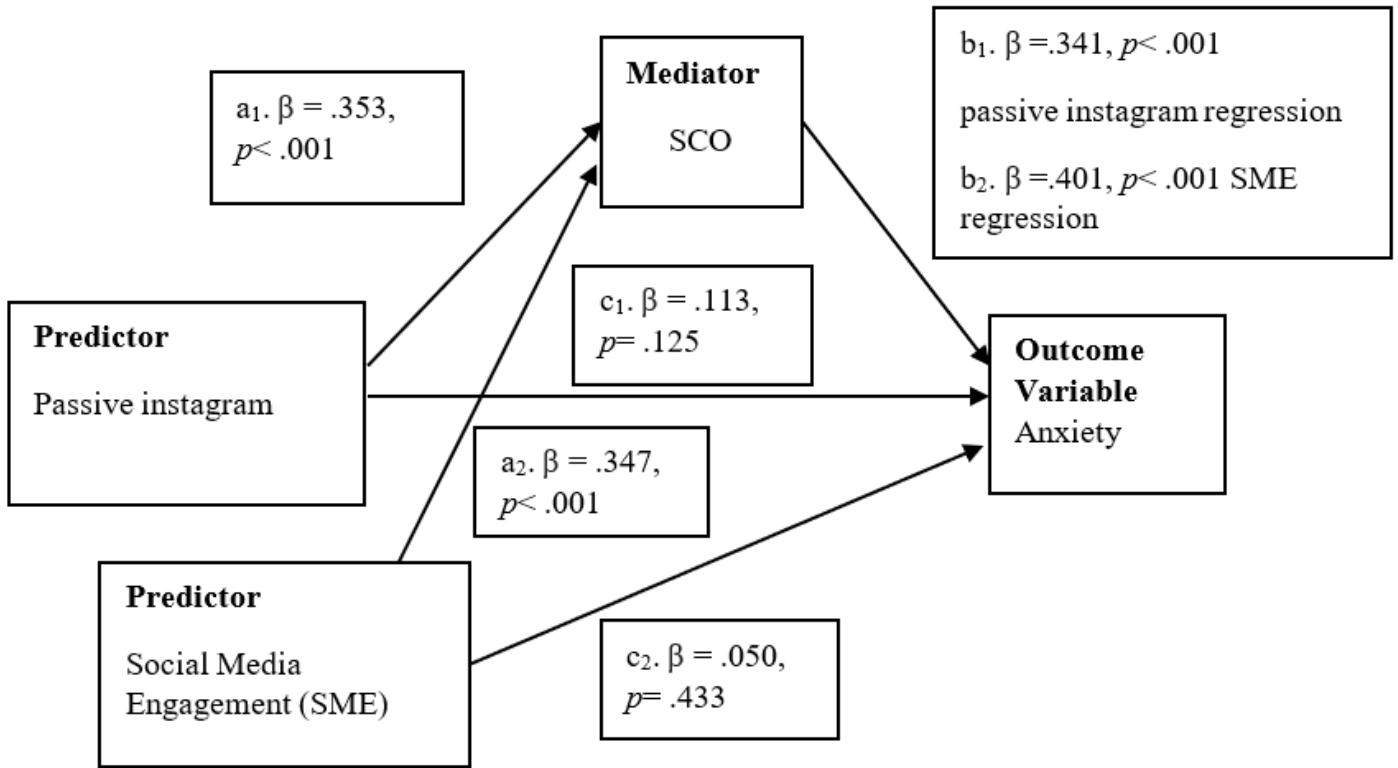 Mediator
SCO
b₁. β =.341, p< .001
passive instagram regression
b₂. β =.401, p< .001 SME
regression
a₁. β = .353,
p< .001
c₁. β = .113,
p= .125
Predictor
Passive instagram
Outcome
Variable
Anxiety
a₂. β = .347,
p< .001
Predictor
Social Media
Engagement (SME)
c₂. β = .050,
p= .433